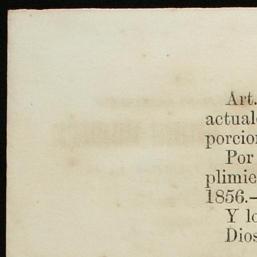 Art.
actual
porcion
Por
plimie
1856.—
Y lo
Dios